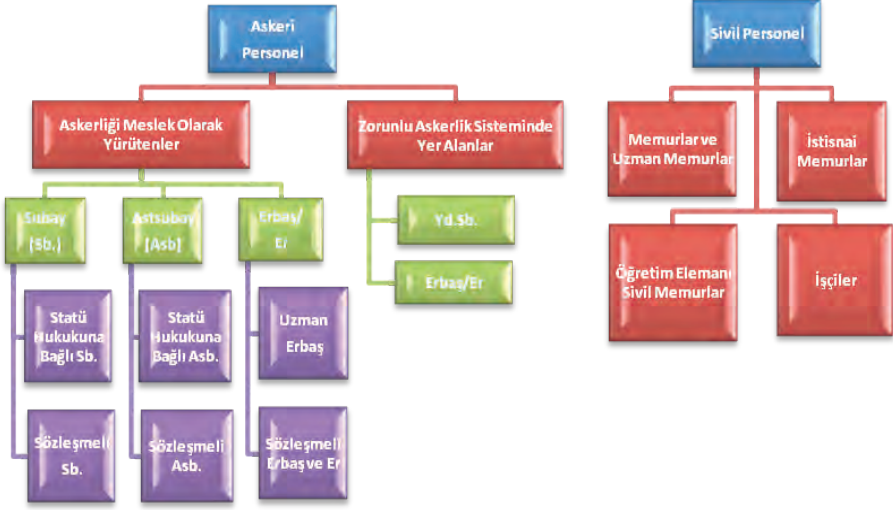 Askeri
Personel
Askerliği Meslek Olarak
Yürütenler
Zorunlu Askerlik Sisteminde
Yer Alanlar
Subay
(Sb.)
Astsubay
[Asb]
Erbaş/
Er
Yd.Sb.
Erbaş/Er
Statü
Hukukuna
Bağlı Sb.
Statü
Hukukuna
Bağlı Asb.
Uzman
Erbaş
Sözleşmeli
Sb.
Sözleşmeli
Asb.
Sözleşmeli
Erbaş ve Er
Sivil Personel
Memurlar ve
Uzman Memurlar
İstisnai
Memurlar
Öğretim Elemanı
Sivil Memurlar
İşçiler